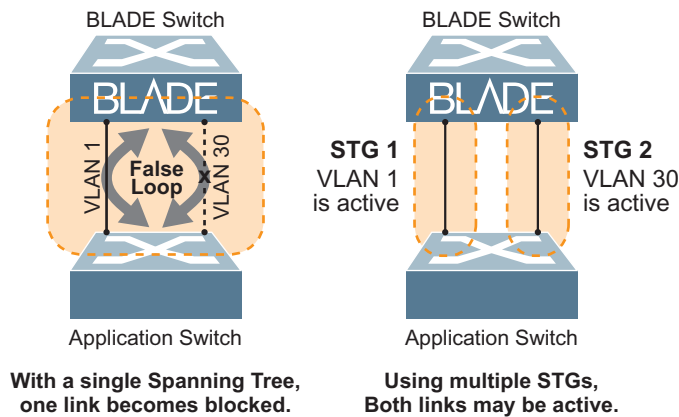 BLADE Switch
BLADE
VLAN 1
False
Loop
x
VLAN 30
Application Switch
With a single Spanning Tree,
one link becomes blocked.
BLADE Switch
BLADE
STG 1
VLAN 1
is active
STG 2
VLAN 30
is active
Application Switch
Using multiple STGs,
Both links may be active.